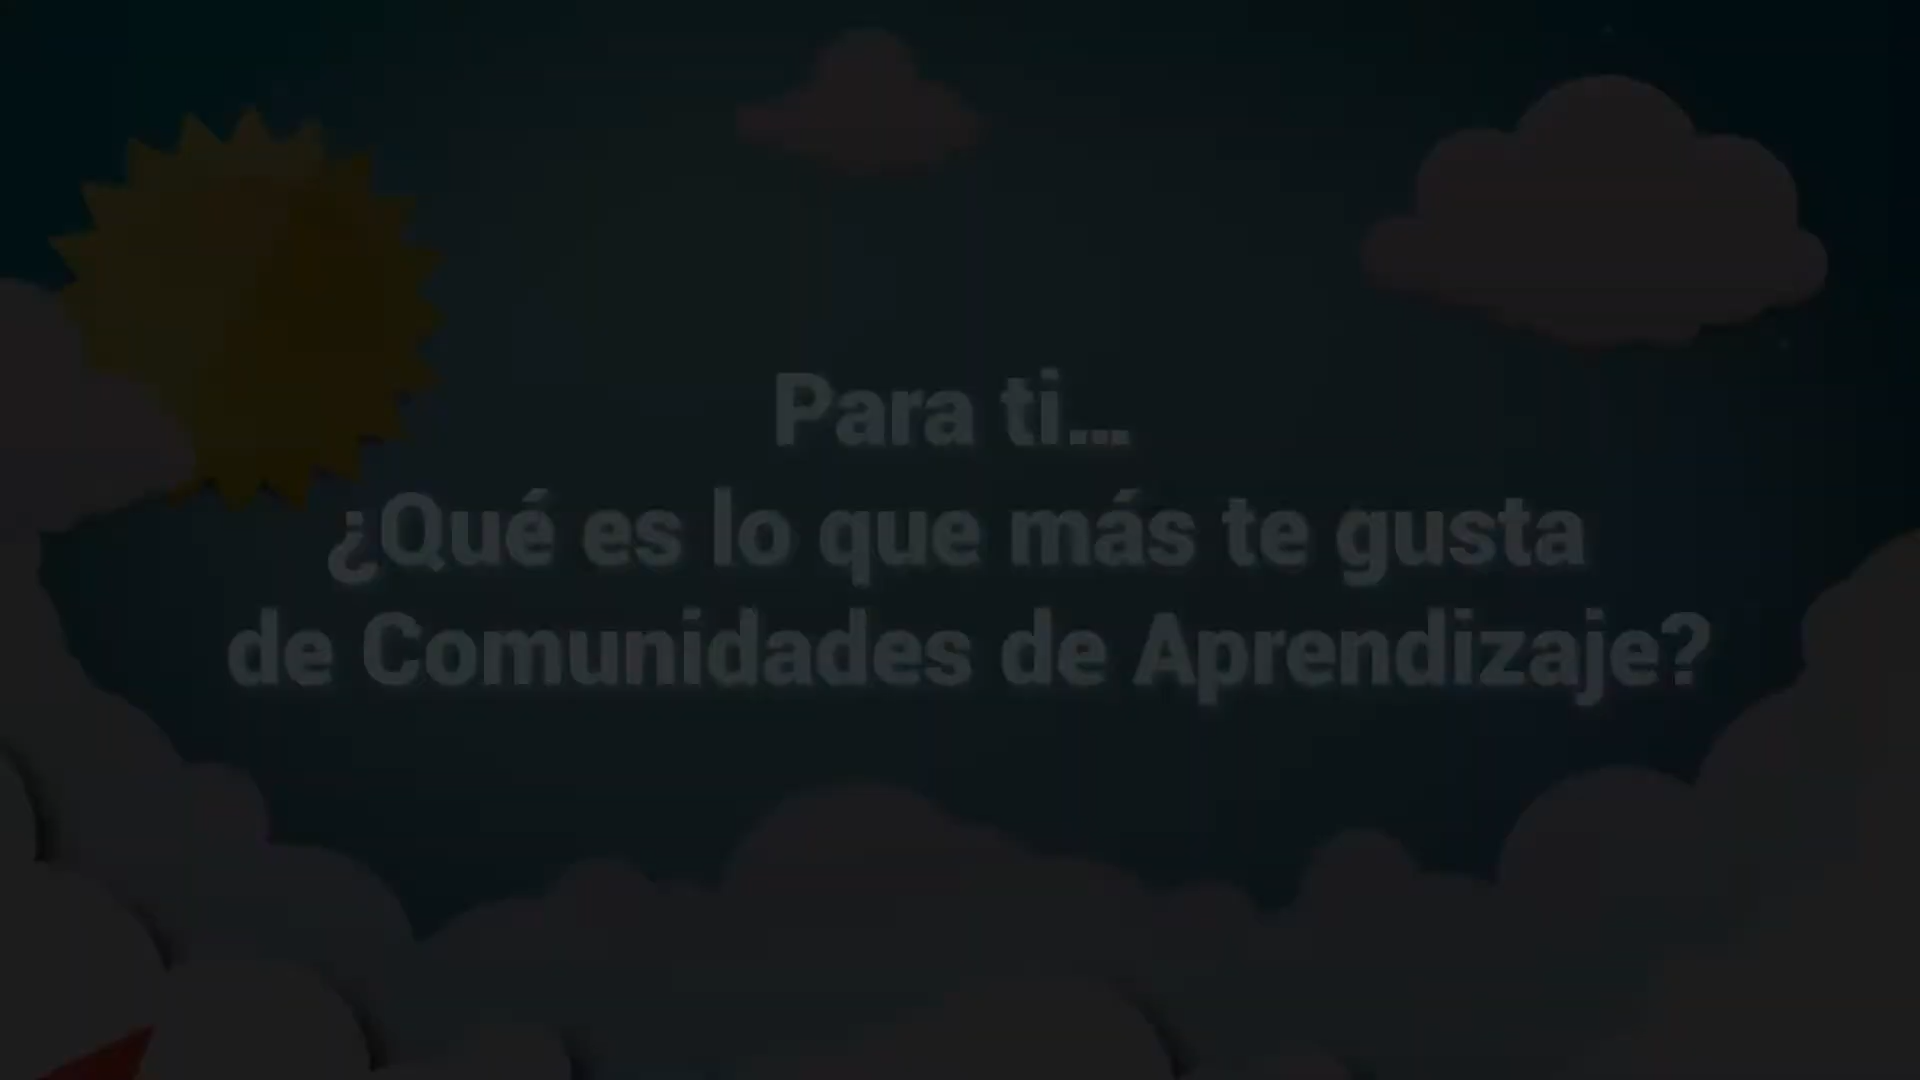 Para ti...
¿Qué es lo que más te gusta
de Comunidades de Aprendizaje?